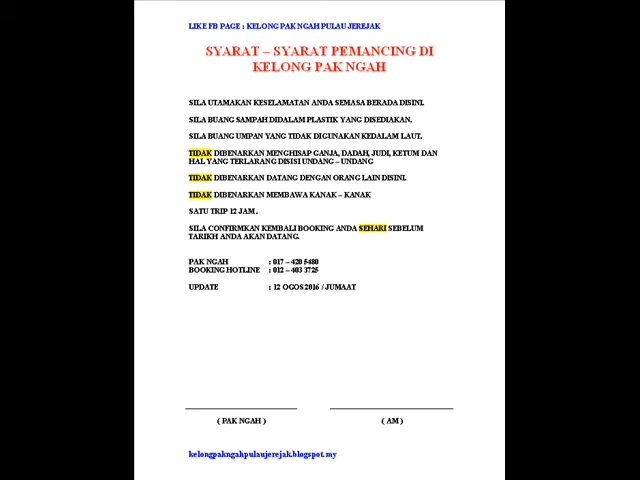 LIKE FB PAGE : KELONG PAK NGAH PULAU JEREJAK
SYARAT – SYARAT PEMANCING DI
KELONG PAK NGAH
SILA UTAMAKAN KESELAMATAN ANDA SEMASA BERADA DISINI.
SILA BUANG SAMPAH DIDALAM PLASTIK YANG DISEDIAKAN.
SILA BUANG UMPAN YANG TIDAK DIGUNAKAN KEDALAM LAUT.
TIDAK DIBENARKAN MENGHISAP GANJA, DADAH, JUDI, KETUM DAN
HAL YANG TERLARANG DISISI UNDANG – UNDANG
TIDAK DIBENARKAN DATANG DENGAN ORANG LAIN DISINI.
TIDAK DIBENARKAN MEMBAWA KANAK – KANAK
SATU TRIP 12 JAM .
SILA CONFIRMKAN KEMBALI BOOKING ANDA SEHARI SEBELUM
TARIKH ANDA AKAN DATANG.
PAK NGAH : 017 – 420 5480
BOOKING HOTLINE : 012 – 403 3725
UPDATE : 12 OGOS 2016 / JUMAAT
( PAK NGAH ) ( AM )
kelongpakngahpulaujerejak.blogspot.my